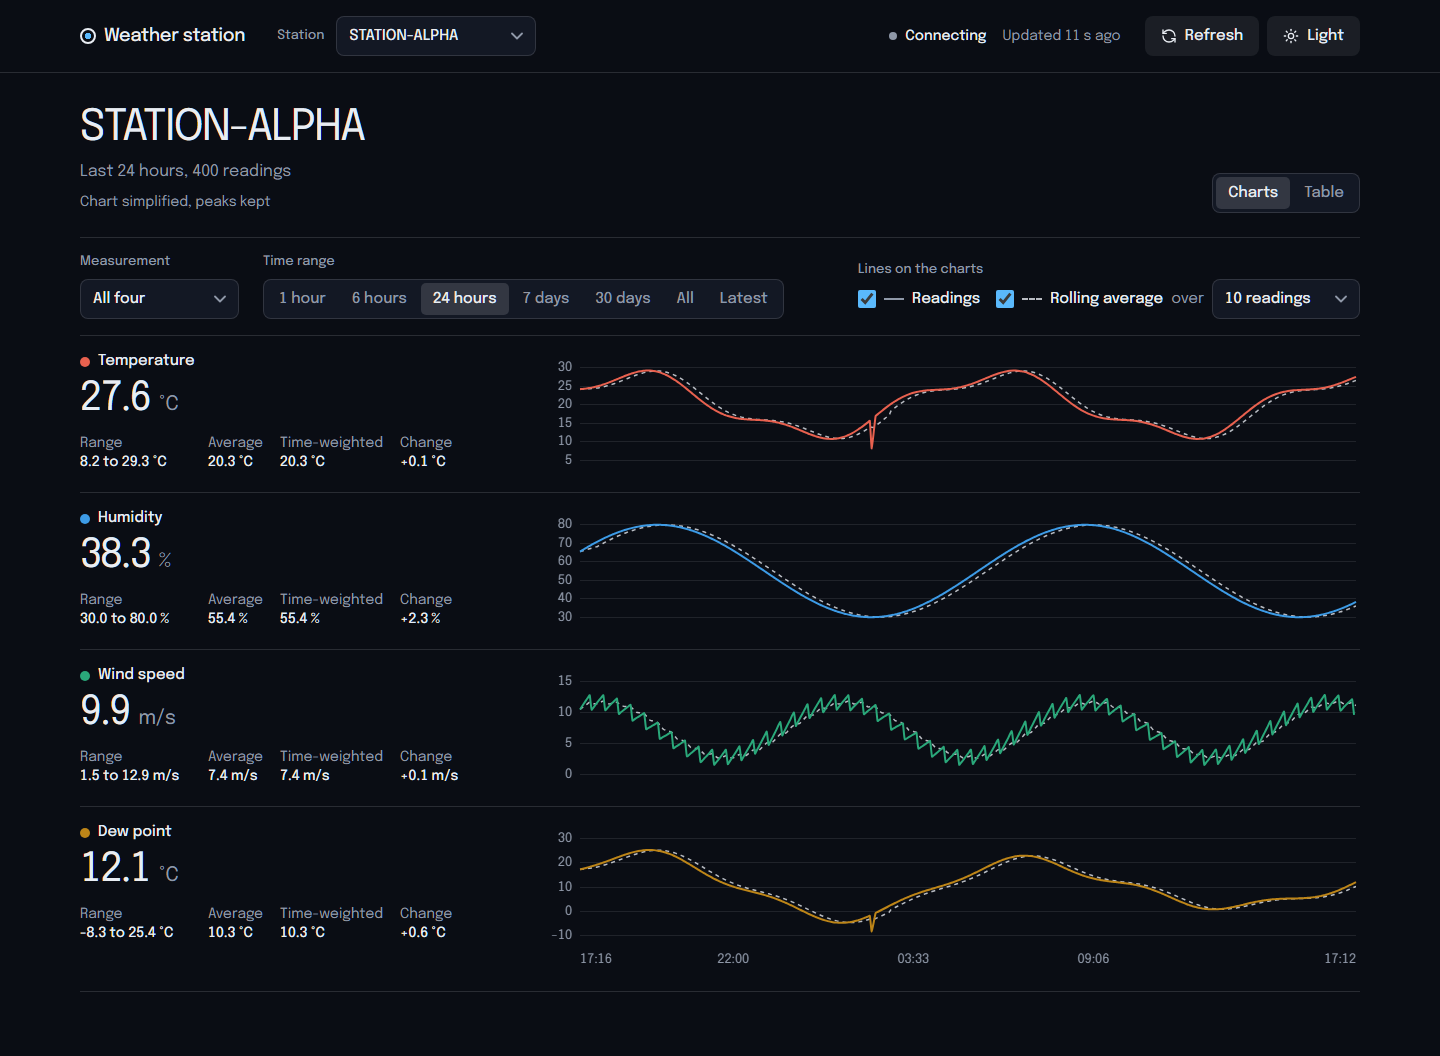 Weather station
Station
STATION-ALPHA
Connecting
Updated 11 s ago
Refresh
Light
STATION-ALPHA
Last 24 hours, 400 readings
Chart simplified, peaks kept
Charts
Table
Measurement
All four
Time range
1 hour
6 hours
24 hours
7 days
30 days
All
Latest
Lines on the charts
Readings
Rolling average
over
10 readings
Temperature
27.6 °C
Range
8.2 to 29.3 °C
Average
20.3 °C
Time-weighted
20.3 °C
Change
+0.1 °C
30
25
20
15
10
5
Humidity
38.3 %
Range
30.0 to 80.0 %
Average
55.4 %
Time-weighted
55.4 %
Change
+2.3 %
80
70
60
50
40
30
Wind speed
9.9 m/s
Range
1.5 to 12.9 m/s
Average
7.4 m/s
Time-weighted
7.4 m/s
Change
+0.1 m/s
15
10
5
0
Dew point
12.1 °C
Range
-8.3 to 25.4 °C
Average
10.3 °C
Time-weighted
10.3 °C
Change
+0.6 °C
30
20
10
0
-10
17:16
22:00
03:33
09:06
17:12